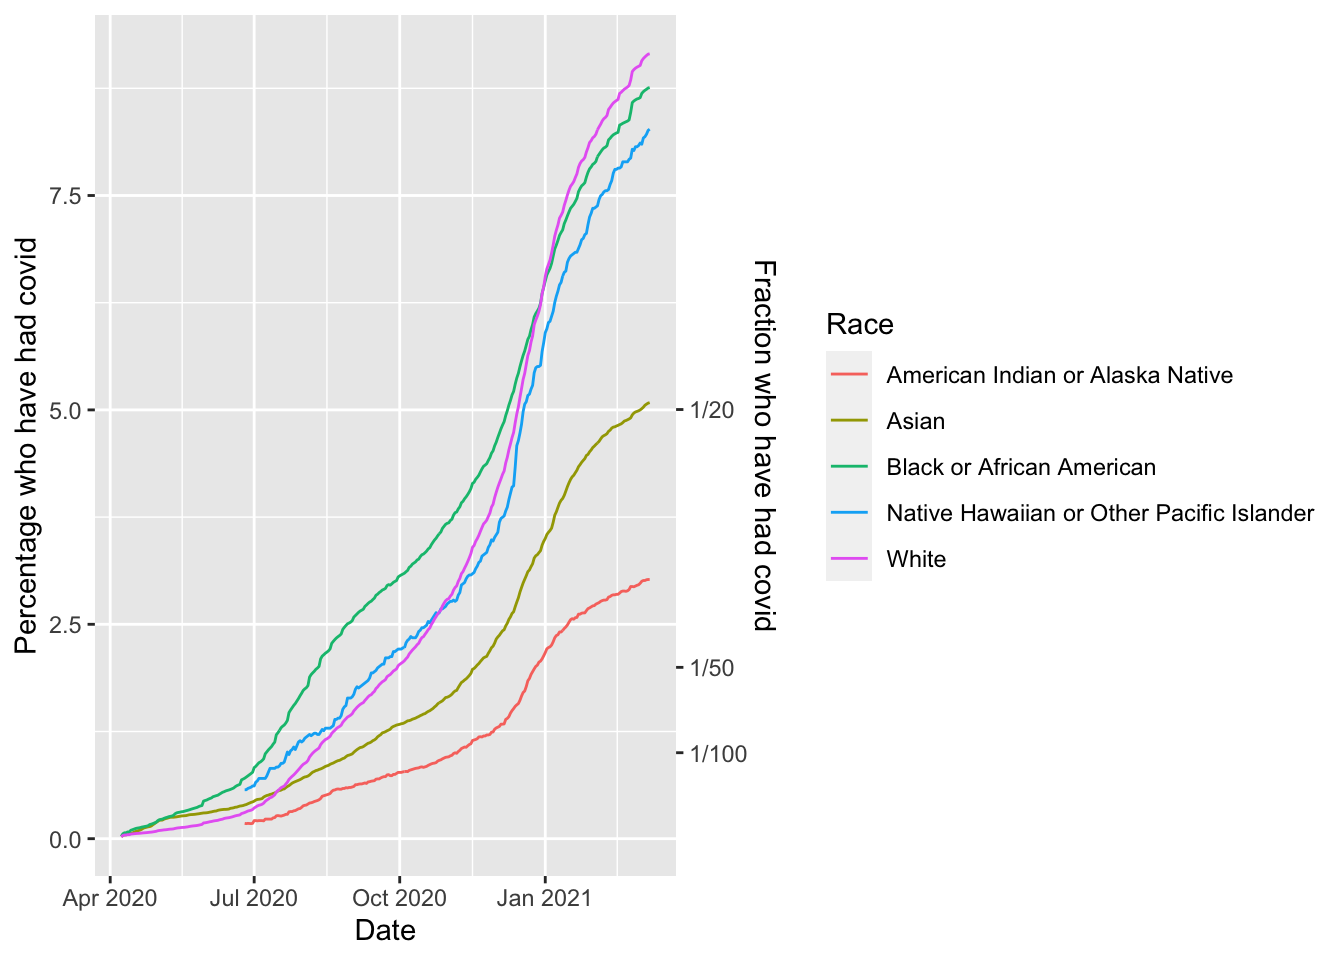 Percentage who have had covid
7.5
5.0
2.5
0.0
Apr 2020
Jul 2020
Oct 2020
Jan 2021
Date
1/20
1/50
1/100
Fraction who have had covid
Race
American Indian or Alaska Native
Asian
Black or African American
Native Hawaiian or Other Pacific Islander
White